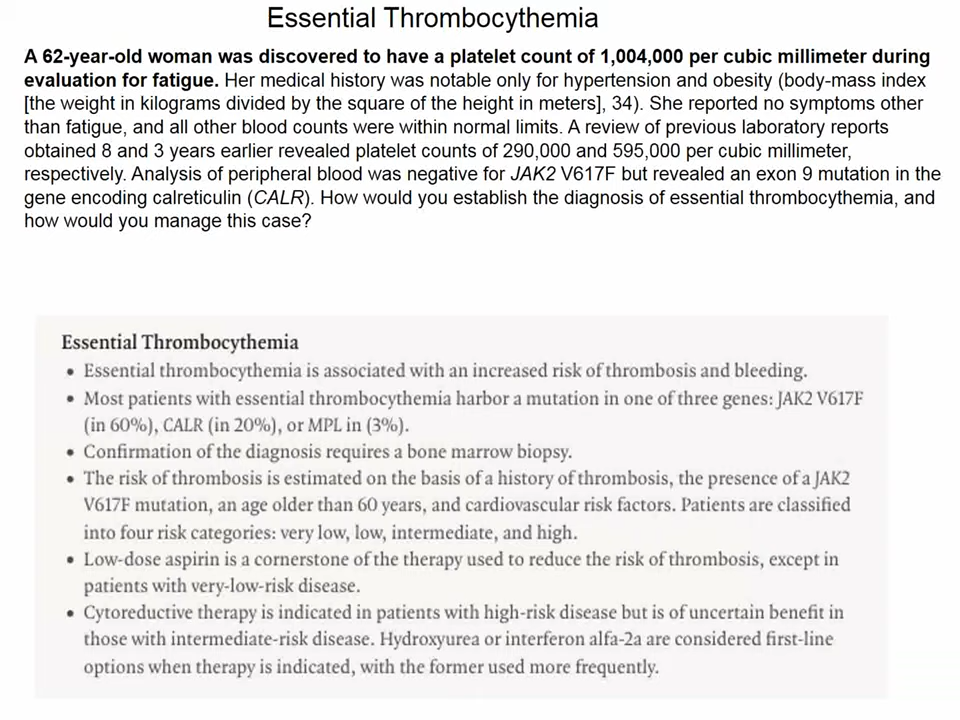 Essential Thrombocythemia
A 62-year-old woman was discovered to have a platelet count of 1,004,000 per cubic millimeter during
evaluation for fatigue. Her medical history was notable only for hypertension and obesity (body-mass index
[the weight in kilograms divided by the square of the height in meters], 34). She reported no symptoms other
than fatigue, and all other blood counts were within normal limits. A review of previous laboratory reports
obtained 8 and 3 years earlier revealed platelet counts of 290,000 and 595,000 per cubic millimeter,
respectively. Analysis of peripheral blood was negative for JAK2 V617F but revealed an exon 9 mutation in the
gene encoding calreticulin (CALR). How would you establish the diagnosis of essential thrombocythemia, and
how would you manage this case?
Essential Thrombocythemia
• Essential thrombocythemia is associated with an increased risk of thrombosis and bleeding.
• Most patients with essential thrombocythemia harbor a mutation in one of three genes: JAK2 V617F
(in 60%), CALR (in 20%), or MPL in (3%).
• Confirmation of the diagnosis requires a bone marrow biopsy.
• The risk of thrombosis is estimated on the basis of a history of thrombosis, the presence of a JAK2
V617F mutation, an age older than 60 years, and cardiovascular risk factors. Patients are classified
into four risk categories: very low, low, intermediate, and high.
• Low-dose aspirin is a cornerstone of the therapy used to reduce the risk of thrombosis, except in
patients with very-low-risk disease.
• Cytoreductive therapy is indicated in patients with high-risk disease but is of uncertain benefit in
those with intermediate-risk disease. Hydroxyurea or interferon alfa-2a are considered first-line
options when therapy is indicated, with the former used more frequently.